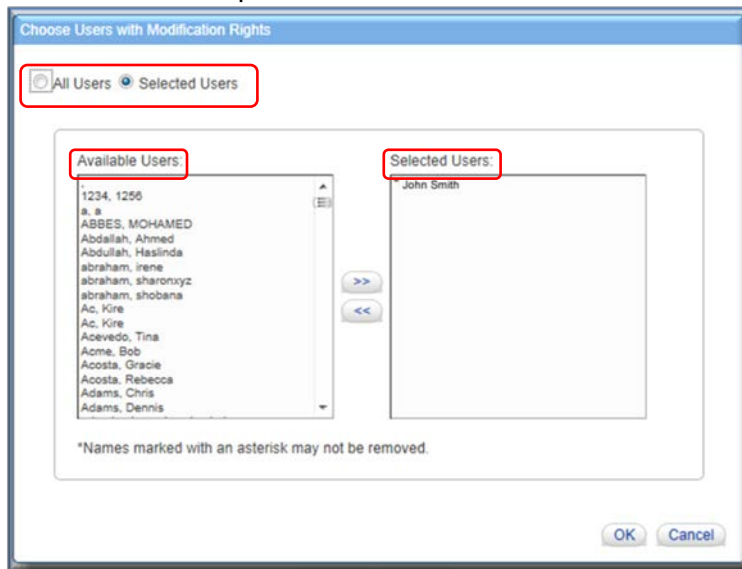 Choose Users with Modification Rights
All Users Selected Users
Available Users:
Selected Users:
,
1234, 1256
a, a
ABBES, MOHAMED
Abdallah, Ahmed
Abdullah, Haslinda
abraham, irene
abraham, sharonxyz
abraham, shobana
Ac, Kire
Ac, Kire
Acevedo, Tina
Acme, Bob
Acosta, Gracie
Acosta, Rebecca
Adams, Chris
Adams, Dennis
* John Smith
>>
<<
*Names marked with an asterisk may not be removed.
OK Cancel